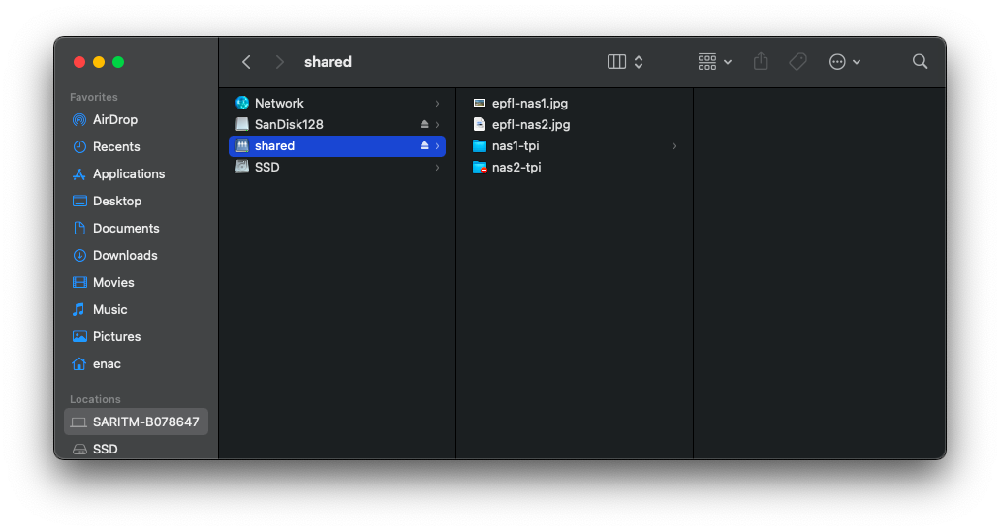 shared
Favorites
AirDrop
Recents
Applications
Desktop
Documents
Downloads
Movies
Music
Pictures
enac
Locations
SARITM-B078647
SSD
Network
SanDisk128
shared
SSD
epfl-nas1.jpg
epfl-nas2.jpg
nas1-tpi
nas2-tpi